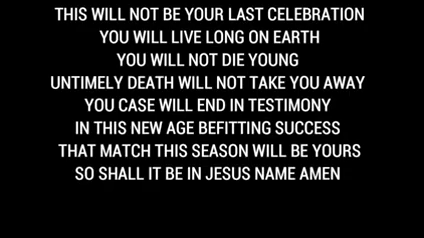 THIS WILL NOT BE YOUR LAST CELEBRATION
YOU WILL LIVE LONG ON EARTH
YOU WILL NOT DIE YOUNG
UNTIMELY DEATH WILL NOT TAKE YOU AWAY
YOU CASE WILL END IN TESTIMONY
IN THIS NEW AGE BEFITTING SUCCESS
THAT MATCH THIS SEASON WILL BE YOURS
SO SHALL IT BE IN JESUS NAME AMEN